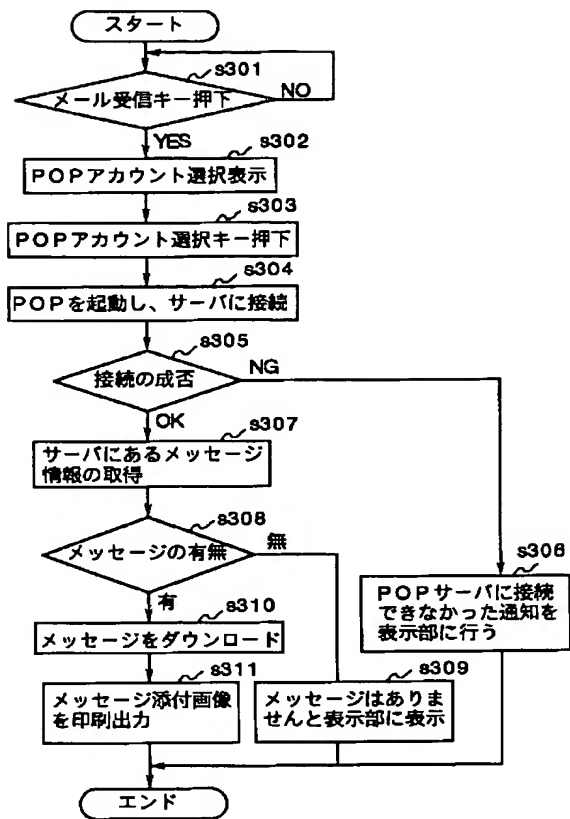 スタート
s301
メール受信キー押下
NO
YES
s302
POPアカウント選択表示
s303
POPアカウント選択キー押下
s304
POPを起動し、サーバに接続
s305
接続の成否
NG
OK
s307
サーバにあるメッセージ
情報の取得
s308
メッセージの有無
無
有
s306
POPサーバに接続
できなかった通知を
表示部に行う
s310
メッセージをダウンロード
s311
メッセージ添付画像
を印刷出力
s309
メッセージはありま
せんと表示部に表示
エンド